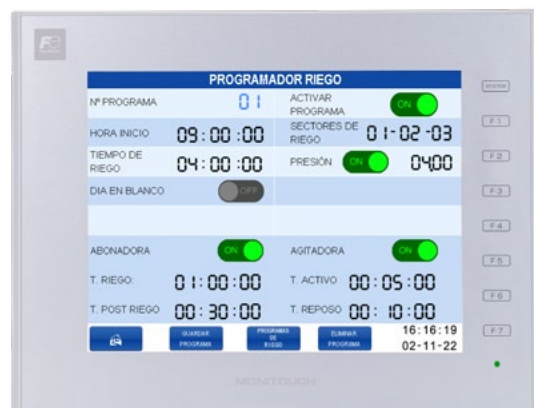 Fe
PROGRAMADOR RIEGO
Nº PROGRAMA 01
ACTIVAR PROGRAMA ON
HORA INICIO 09:00:00
SECTORES DE RIEGO 01-02-03
TIEMPO DE RIEGO 04:00:00
PRESIÓN ON 04,00
DIA EN BLANCO OFF
ABONADORA ON
AGITADORA ON
T. RIEGO: 01:00:00
T. ACTIVO 00:05:00
T. POST RIEGO 00:30:00
T. REPOSO 00:10:00
GUARDAR PROGRAMA
PROGRAMAS DE RIEGO
ELIMINAR PROGRAMA
16:16:19
02-11-22
SYSTEM
F1
F2
F3
F4
F5
F6
F7
MONITOUCH